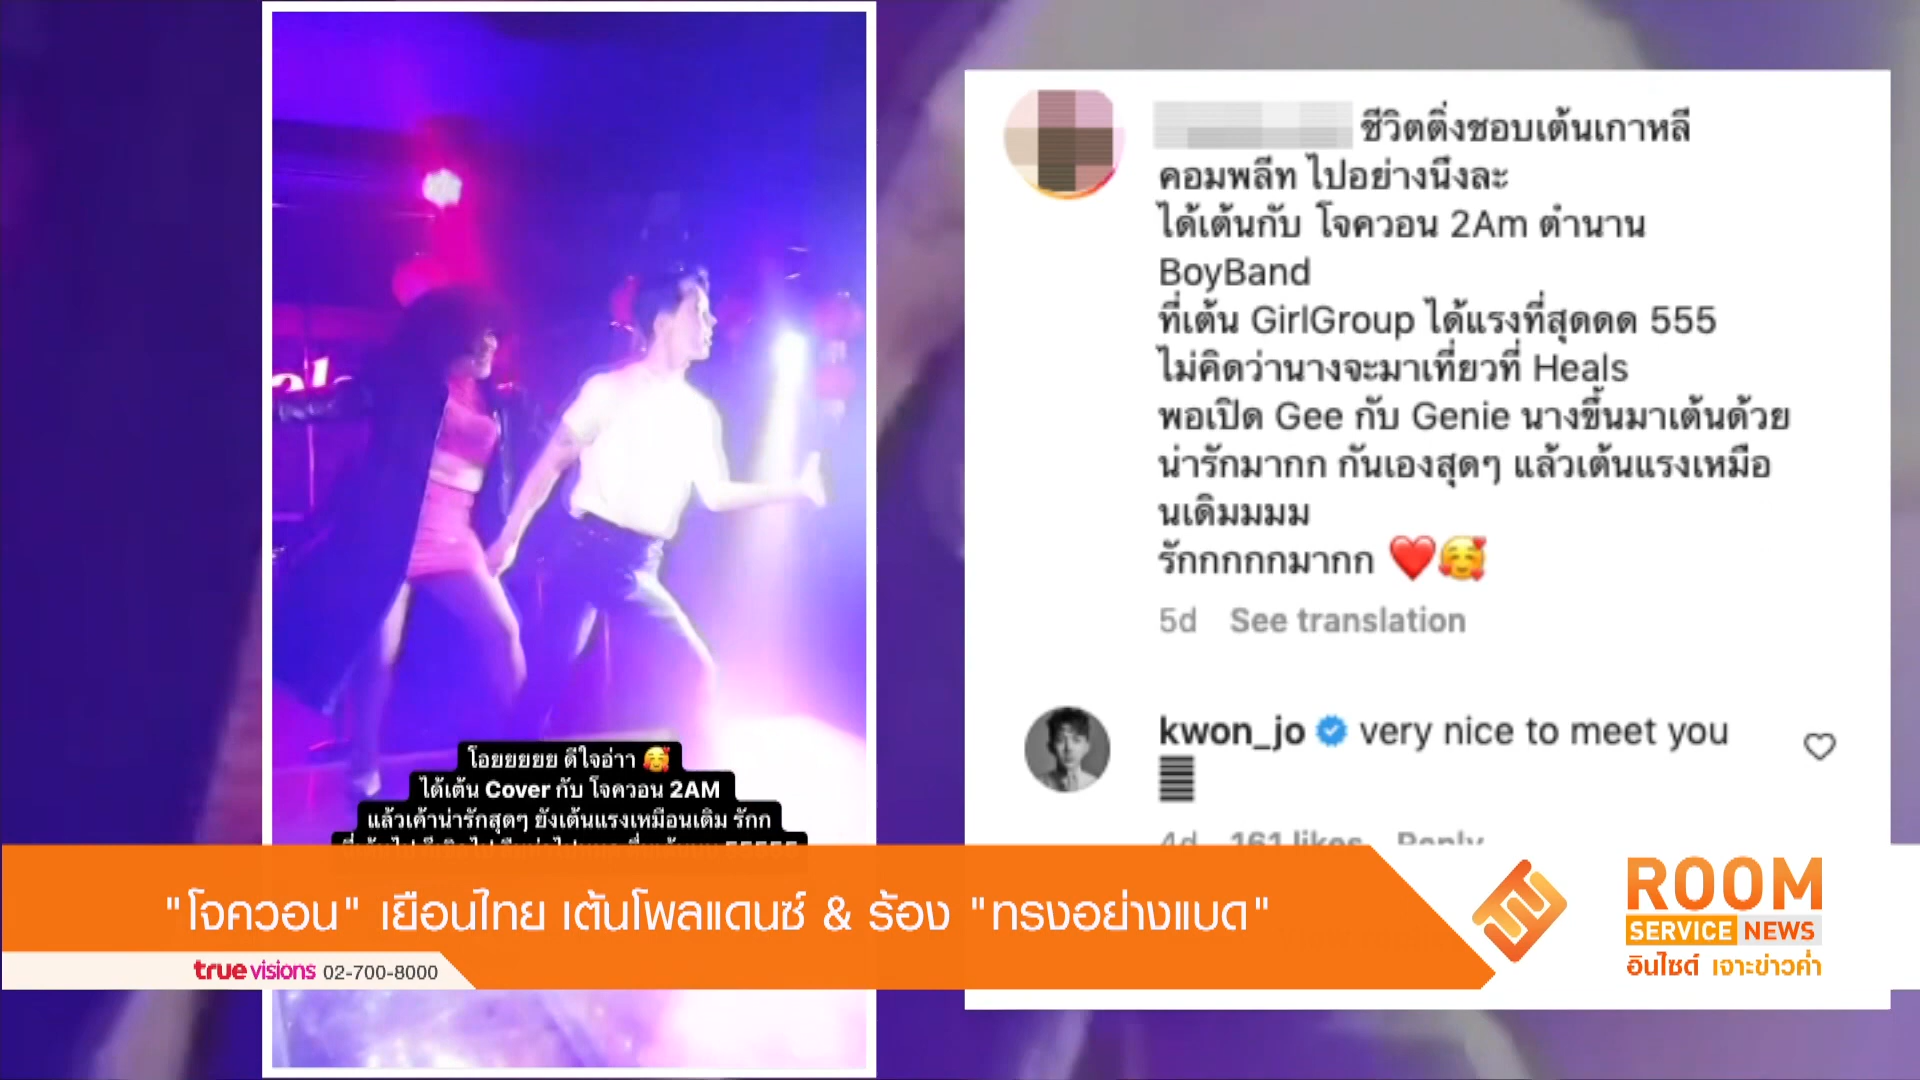 ชีวิตติ่งชอบเต้นเกาหลี
คอมพลีท ไปอย่างนึงละ
ได้เต้นกับ โจควอน 2Am ตำนาน
BoyBand
ที่เต้น GirlGroup ได้แรงที่สุดดด 555
ไม่คิดว่านางจะมาเที่ยวที่ Heals
พอเปิด Gee กับ Genie นางขึ้นมาเต้นด้วย
น่ารักมากก กันเองสุดๆ แล้วเต้นแรงเหมือ
นเดิมมมม
รักกกกกมากก ❤️🥰
5d See translation
kwon_jo very nice to meet you
4d 161 likes Reply
โอยยยยย ดีใจอ่าา 🥰
ได้เต้น Cover กับ โจควอน 2AM
แล้วเค้าน่ารักสุดๆ ยังเต้นแรงเหมือนเดิม รักก
"โจควอน" เยือนไทย เต้นโพลแดนซ์ & ร้อง "ทรงอย่างแบด"
truevisions 02-700-8000
ROOM
SERVICE NEWS
อินไซด์ เจาะข่าวค่ำ